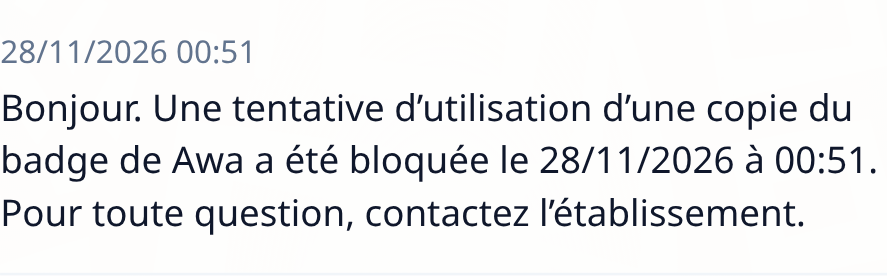 28/11/2026 00:51
Bonjour. Une tentative d’utilisation d’une copie du
badge de Awa a été bloquée le 28/11/2026 à 00:51.
Pour toute question, contactez l’établissement.